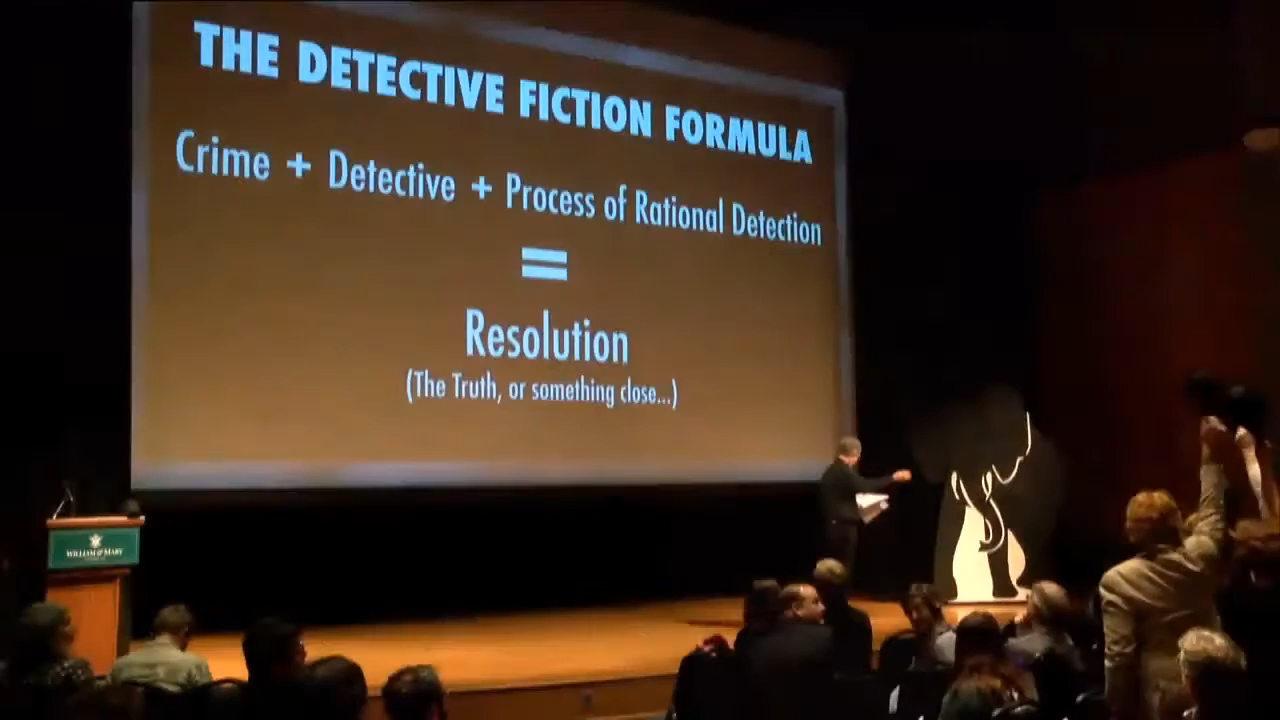 THE DETECTIVE FICTION FORMULA
Crime + Detective + Process of Rational Detection
=
Resolution
(The Truth, or something close...)
WILLIAM & MARY